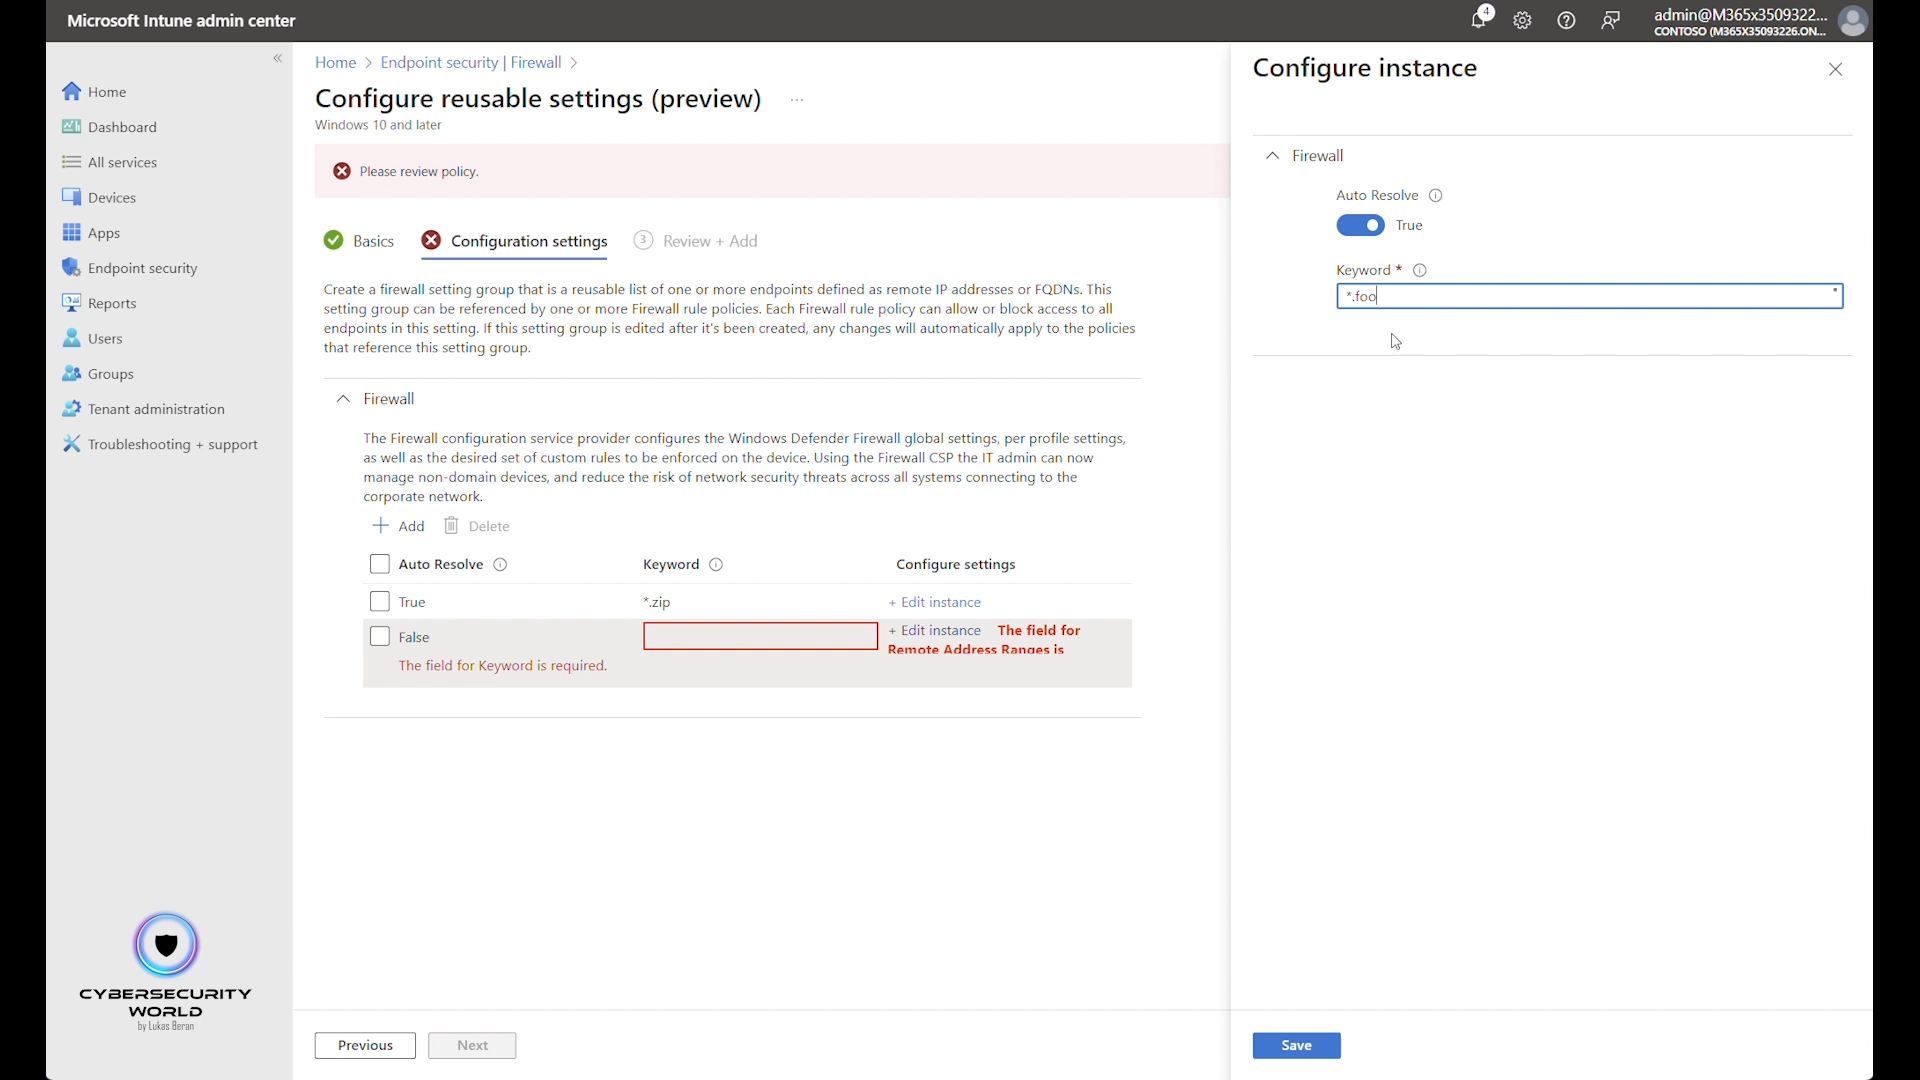 Microsoft Intune admin center
4
admin@M365x3509322...
CONTOSO (M365X35093226.ON...
«
Home
Dashboard
All services
Devices
Apps
Endpoint security
Reports
Users
Groups
Tenant administration
Troubleshooting + support
CYBERSECURITY
WORLD
by Lukas Beran
Home > Endpoint security | Firewall >
Configure reusable settings (preview) ...
Windows 10 and later
Please review policy.
Basics
Configuration settings
3 Review + Add
Create a firewall setting group that is a reusable list of one or more endpoints defined as remote IP addresses or FQDNs. This
setting group can be referenced by one or more Firewall rule policies. Each Firewall rule policy can allow or block access to all
endpoints in this setting. If this setting group is edited after it's been created, any changes will automatically apply to the policies
that reference this setting group.
Firewall
The Firewall configuration service provider configures the Windows Defender Firewall global settings, per profile settings,
as well as the desired set of custom rules to be enforced on the device. Using the Firewall CSP the IT admin can now
manage non-domain devices, and reduce the risk of network security threats across all systems connecting to the
corporate network.
+ Add Delete
Auto Resolve Keyword Configure settings
True *.zip + Edit instance
False + Edit instance The field for
Remote Address Ranges is
The field for Keyword is required.
Previous Next
Configure instance
Firewall
Auto Resolve
True
Keyword *
*.foo
Save